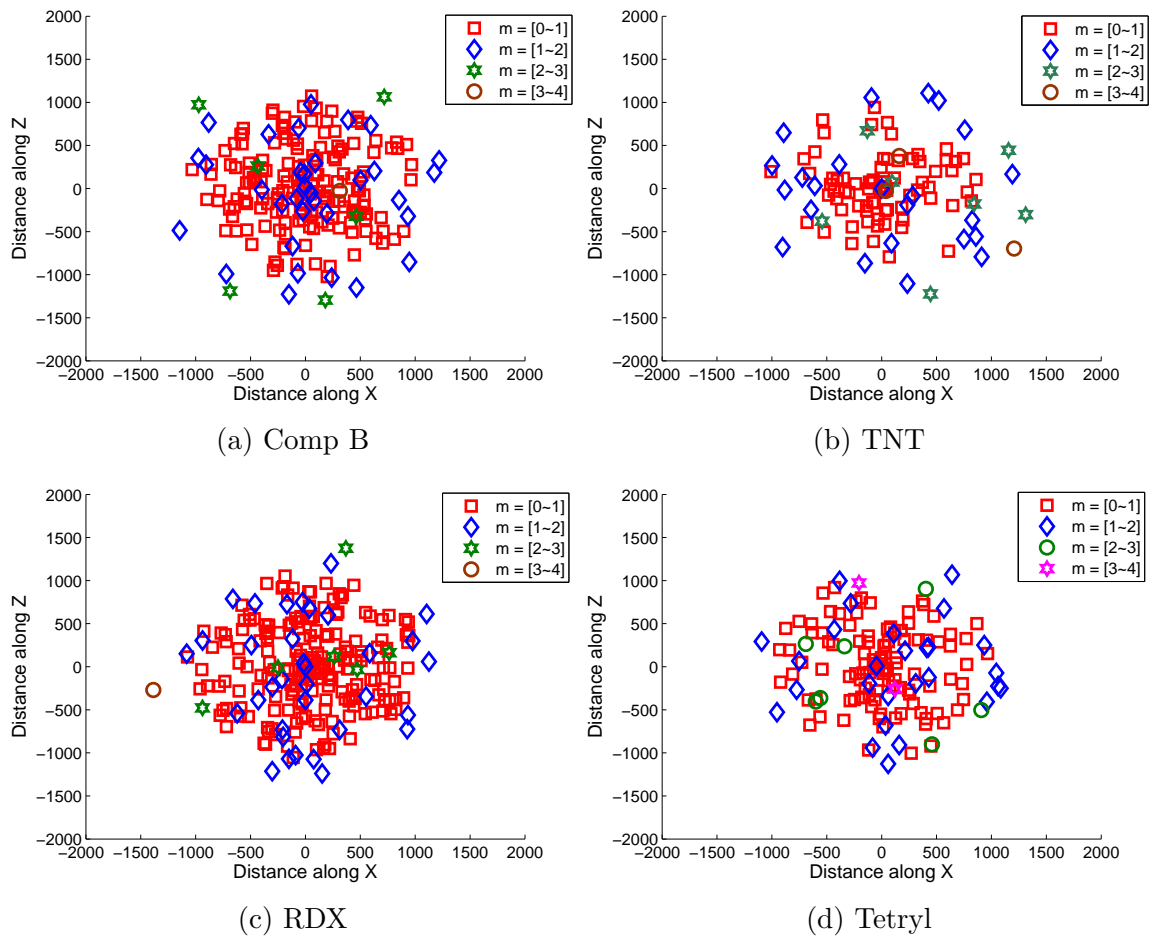 2000
1500
1000
500
0
−500
−1000
−1500
−2000
Distance along Z
−2000 −1500 −1000 −500 0 500 1000 1500 2000
Distance along X
m = [0~1]
m = [1~2]
m = [2~3]
m = [3~4]
(a) Comp B
2000
1500
1000
500
0
−500
−1000
−1500
−2000
Distance along Z
−2000 −1500 −1000 −500 0 500 1000 1500 2000
Distance along X
m = [0~1]
m = [1~2]
m = [2~3]
m = [3~4]
(b) TNT
2000
1500
1000
500
0
−500
−1000
−1500
−2000
Distance along Z
−2000 −1500 −1000 −500 0 500 1000 1500 2000
Distance along X
m = [0~1]
m = [1~2]
m = [2~3]
m = [3~4]
(c) RDX
2000
1500
1000
500
0
−500
−1000
−1500
−2000
Distance along Z
−2000 −1500 −1000 −500 0 500 1000 1500 2000
Distance along X
m = [0~1]
m = [1~2]
m = [2~3]
m = [3~4]
(d) Tetryl